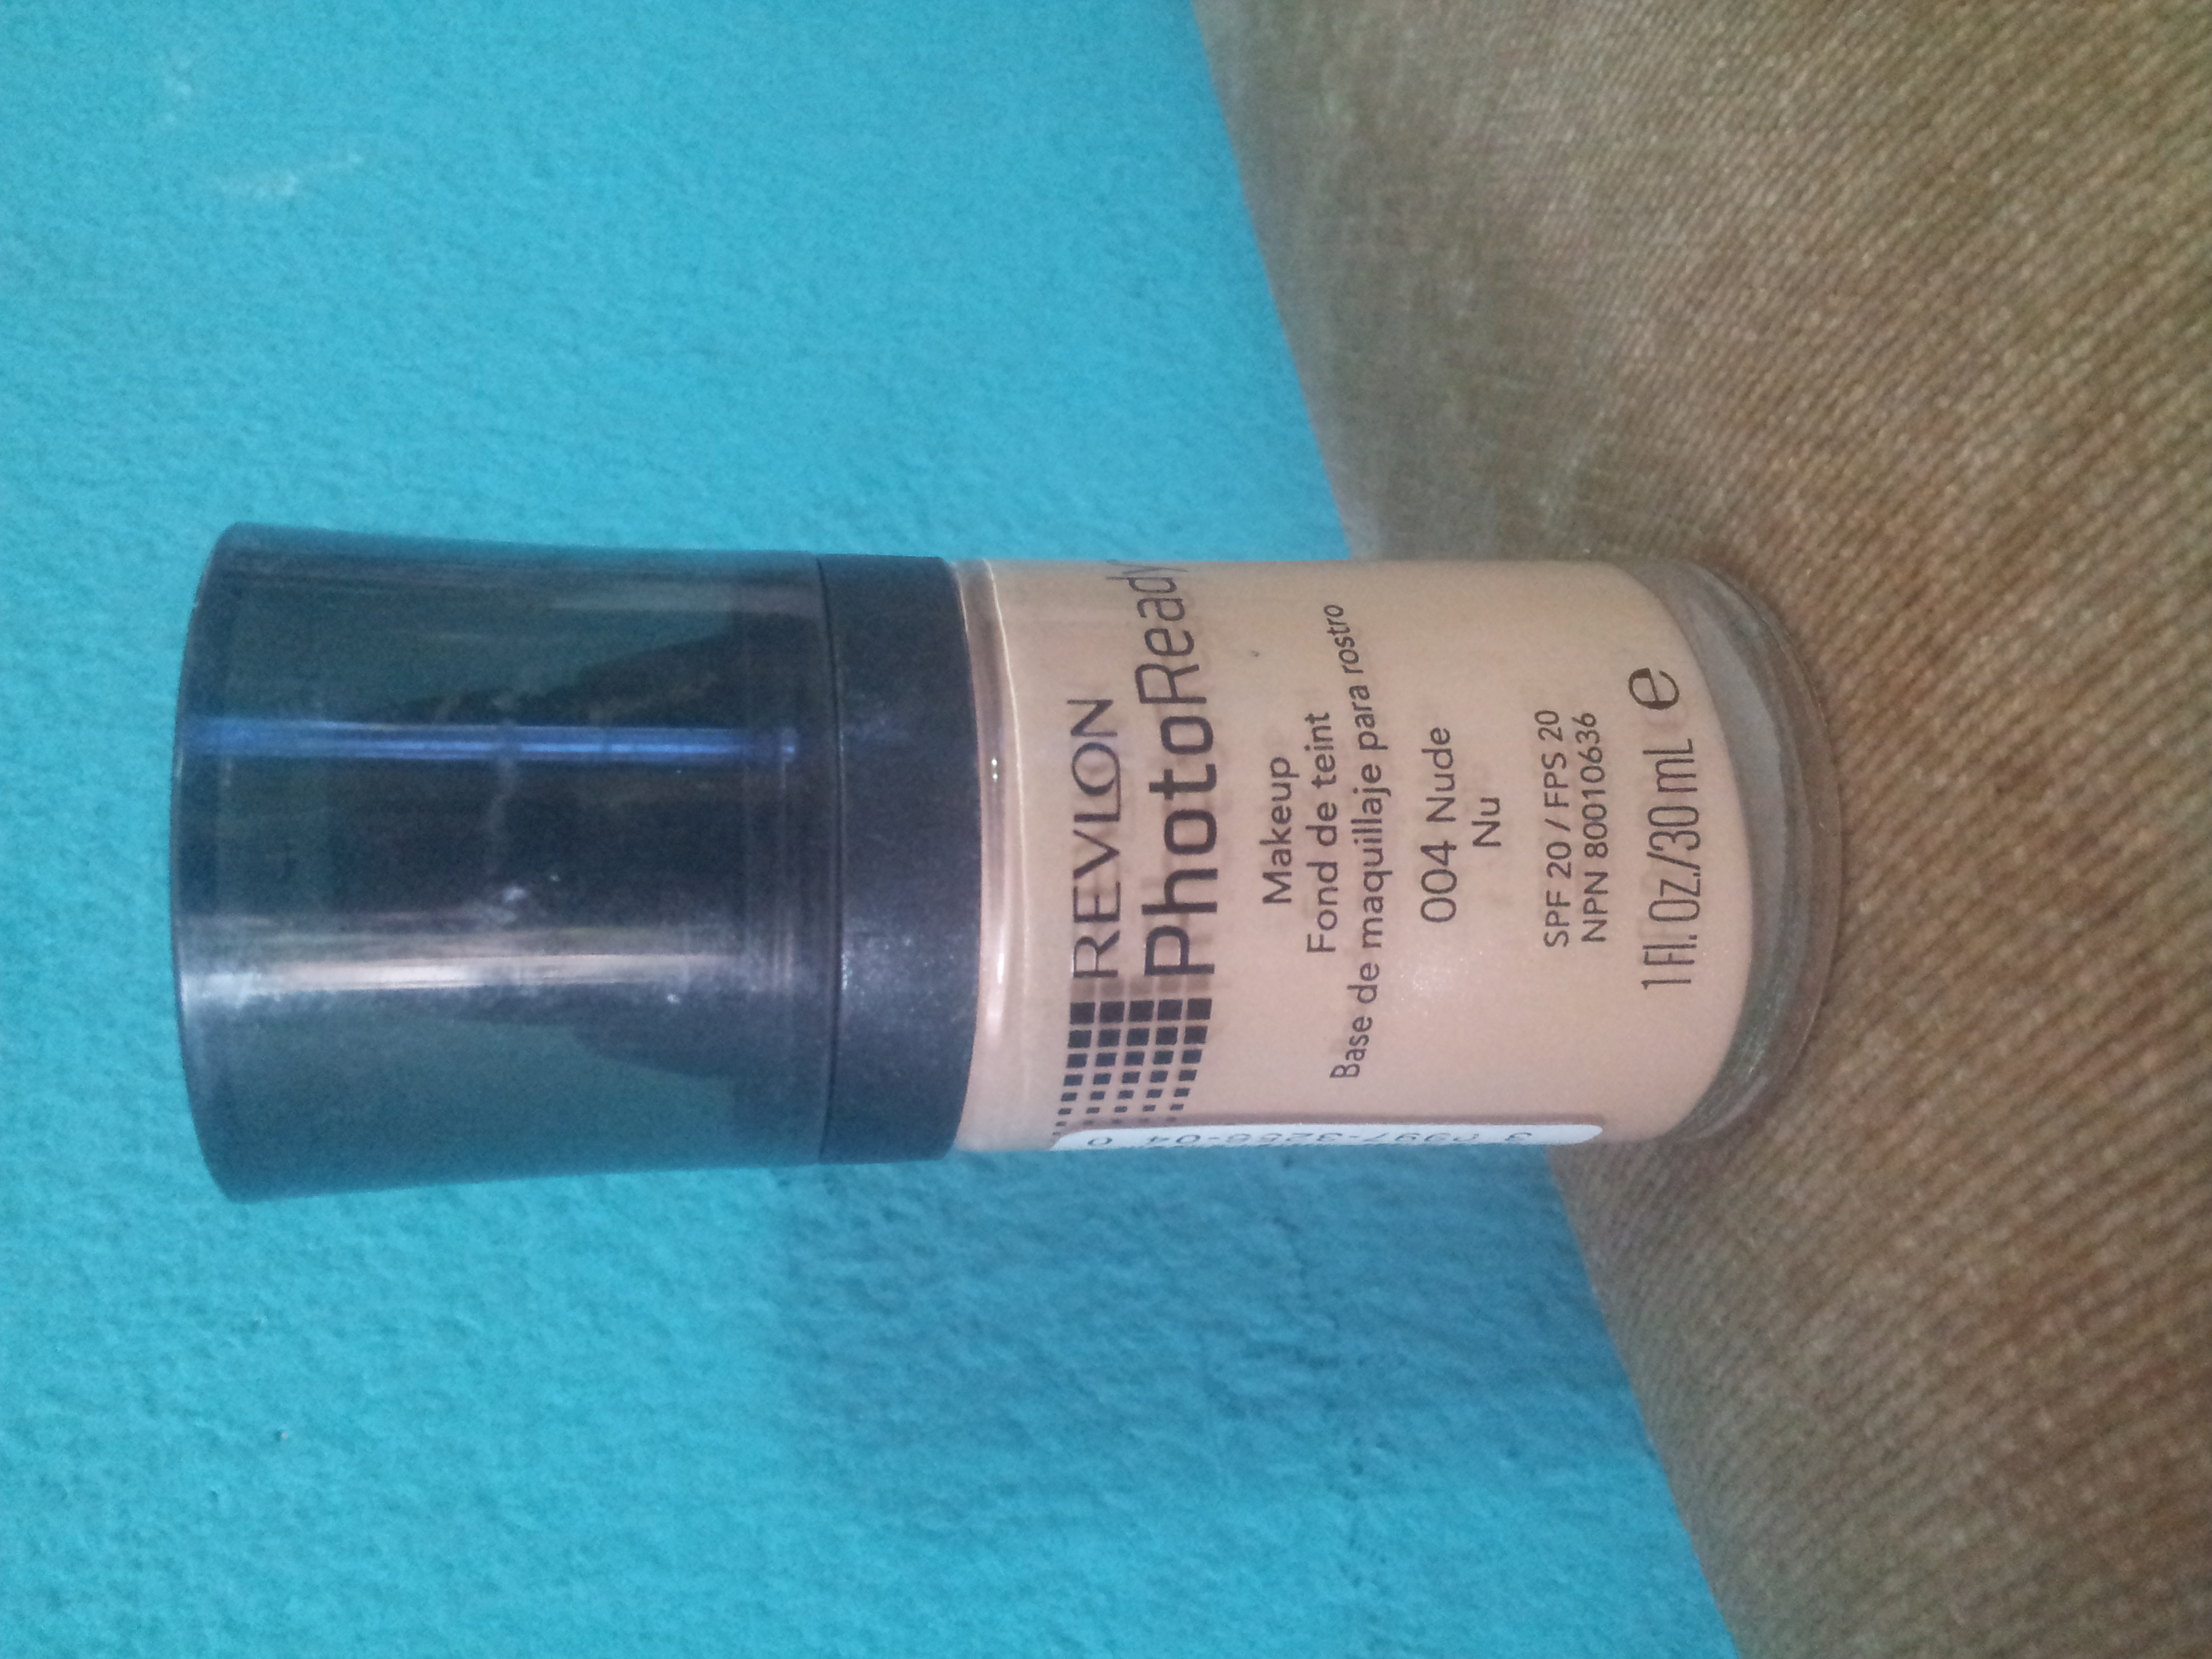 REVLON
PhotoReady
Makeup
Fond de teint
Base de maquillaje para rostro
004 Nude
Nu
SPF 20 / FPS 20
NPN 80010636
1 Fl. Oz./30 mL e